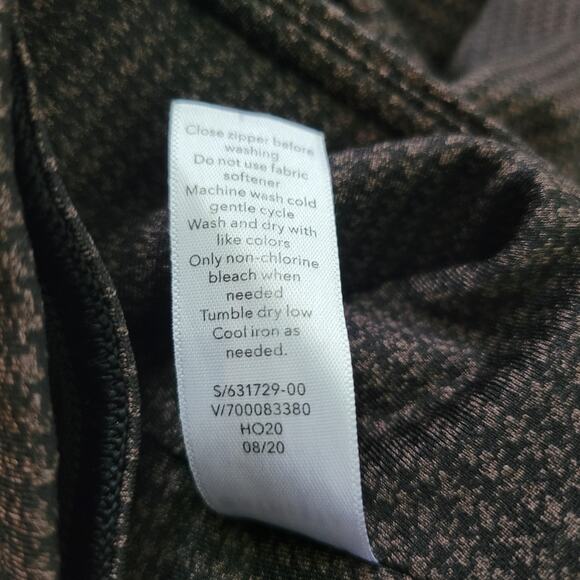 Close zipper before
washing
Do not use fabric
softener
Machine wash cold
gentle cycle
Wash and dry with
like colors
Only non-chlorine
bleach when
needed
Tumble dry low
Cool iron as
needed.
S/631729-00
V/700083380
HO20
08/20